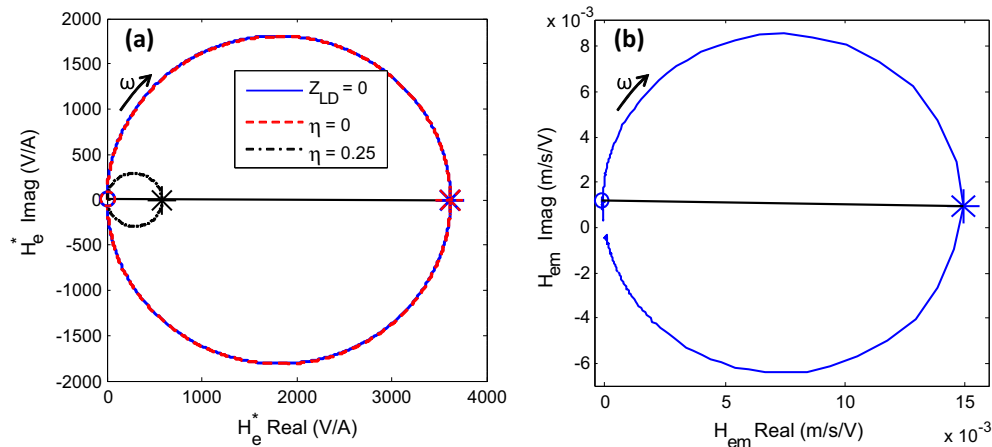 (a)
ω
Z_LD = 0
η = 0
η = 0.25
2000
1500
1000
500
0
-500
-1000
-1500
-2000
0 1000 2000 3000 4000
H_e^* Imag (V/A)
H_e^* Real (V/A)
(b)
ω
× 10⁻³
8
6
4
2
0
-2
-4
-6
0 5 10 15
× 10⁻³
H_em Imag (m/s/V)
H_em Real (m/s/V)